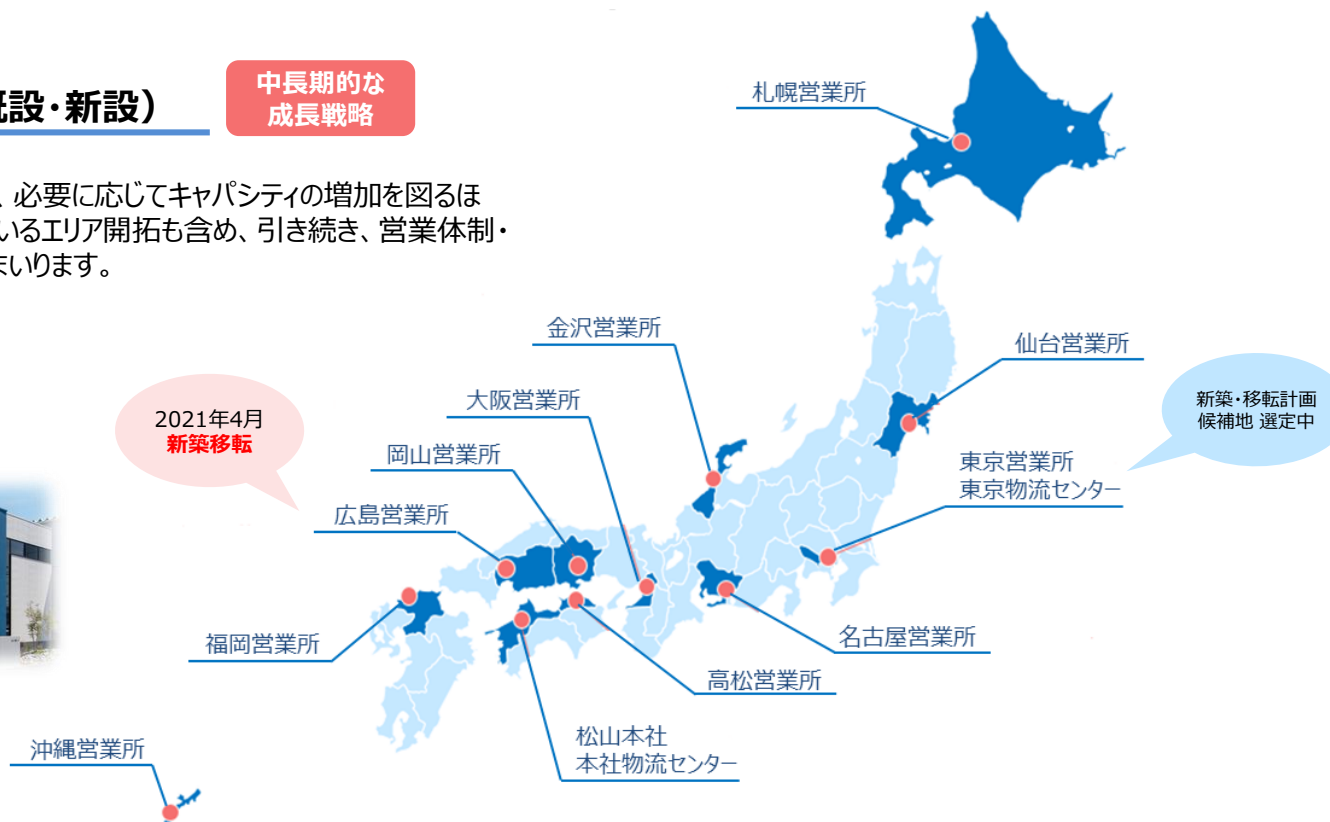 既設・新設）
中長期的な
成長戦略
、必要に応じてキャパシティの増加を図るほ
いるエリア開拓も含め、引き続き、営業体制・
まいります。
札幌営業所
金沢営業所
仙台営業所
大阪営業所
新築・移転計画
候補地 選定中
2021年4月
新築移転
岡山営業所
東京営業所
東京物流センター
広島営業所
福岡営業所
名古屋営業所
高松営業所
松山本社
本社物流センター
沖縄営業所